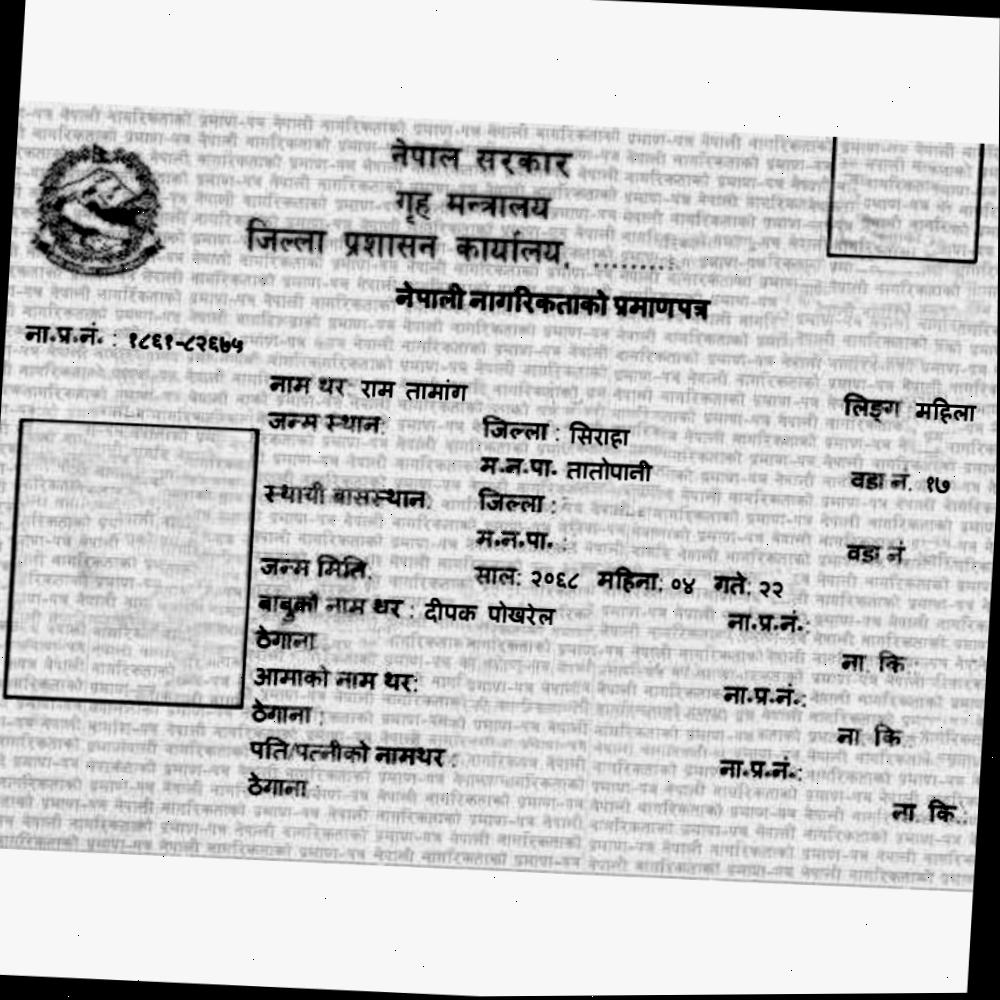 नेपाल सरकार
गृह मन्त्रालय
जिल्ला प्रशासन कार्यालय, ..........
नेपाली नागरिकताको प्रमाणपत्र
ना.प्र.नं. : १८६१-८२६७५
नाम थर: राम तामांग लिङ्ग महिला
जन्म स्थान: जिल्ला : सिराहा
म.न.पा. तातोपानी वडा नं. १७
स्थायी बासस्थान: जिल्ला :
म.न.पा. : वडा नं.
जन्म मिति: साल: २०६८ महिना: ०४ गते: २२
बाबुको नाम थर : दीपक पोखरेल ना.प्र.नं.:
ठेगाना ना. कि.:
आमाको नाम थर: ना.प्र.नं.:
ठेगाना : ना. कि.:
पति/पत्नीको नामथर : ना.प्र.नं.:
ठेगाना : ना. कि.: